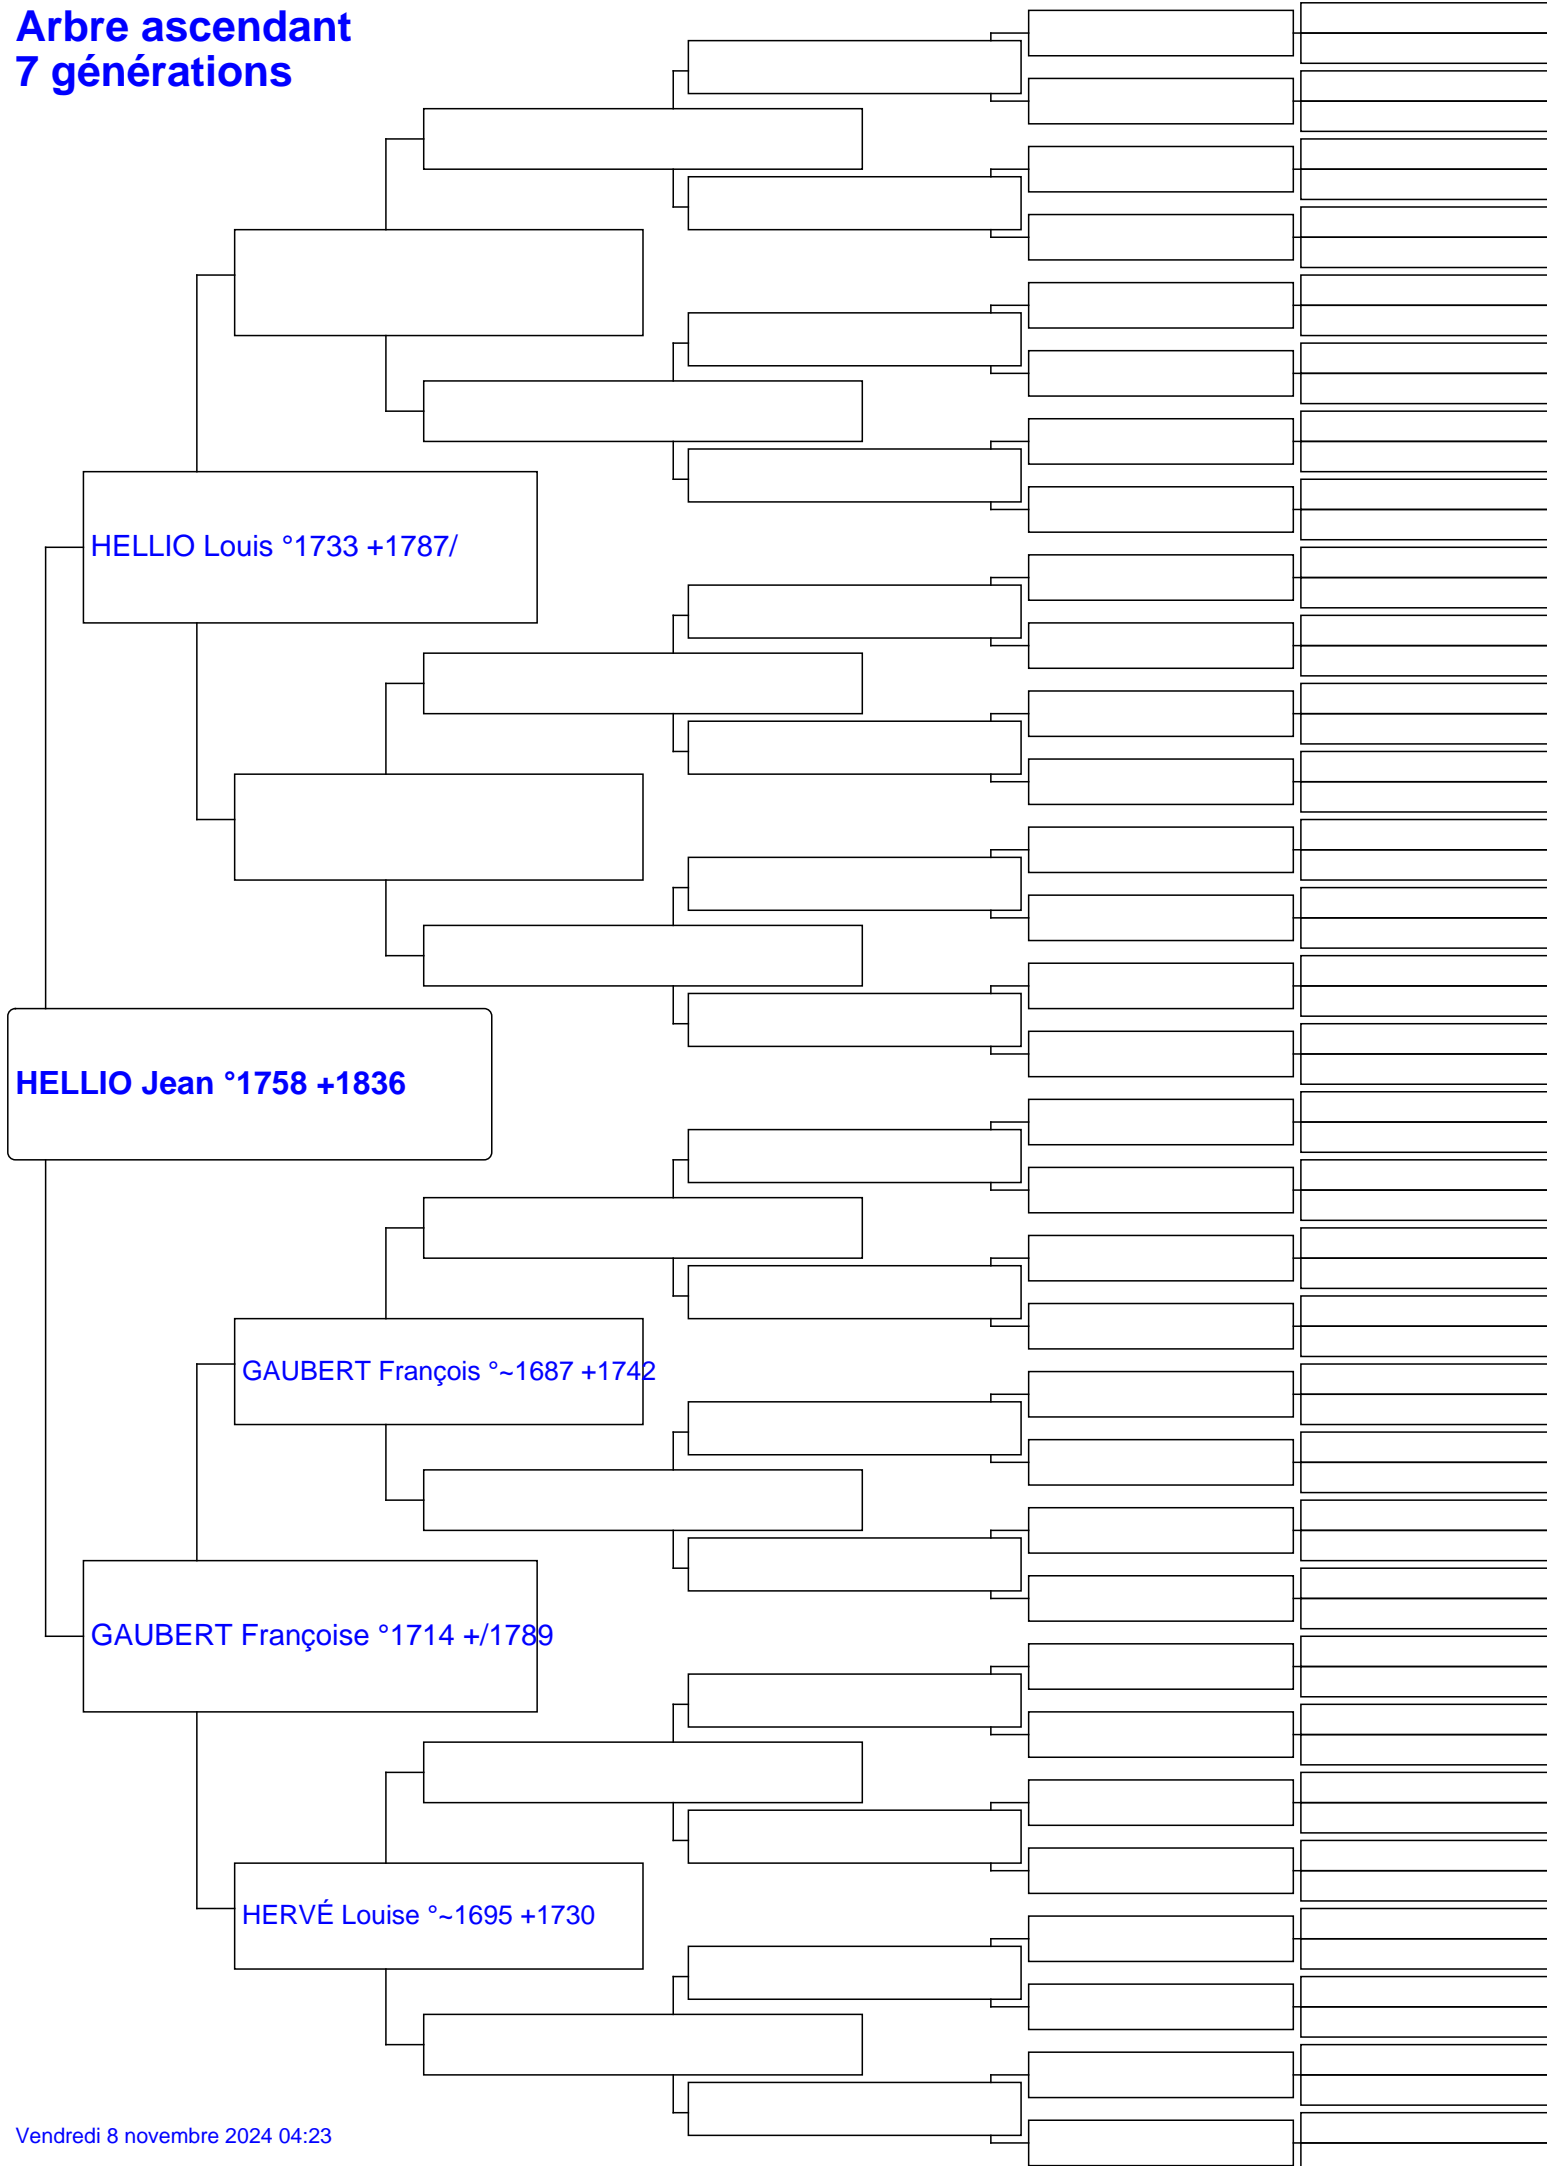 Arbre ascendant
7 générations
HELLIO Louis °1733 +1787/
HELLIO Jean °1758 +1836
GAUBERT François °~1687 +1742
GAUBERT Françoise °1714 +/1789
HERVÉ Louise °~1695 +1730
Vendredi 8 novembre 2024 04:23